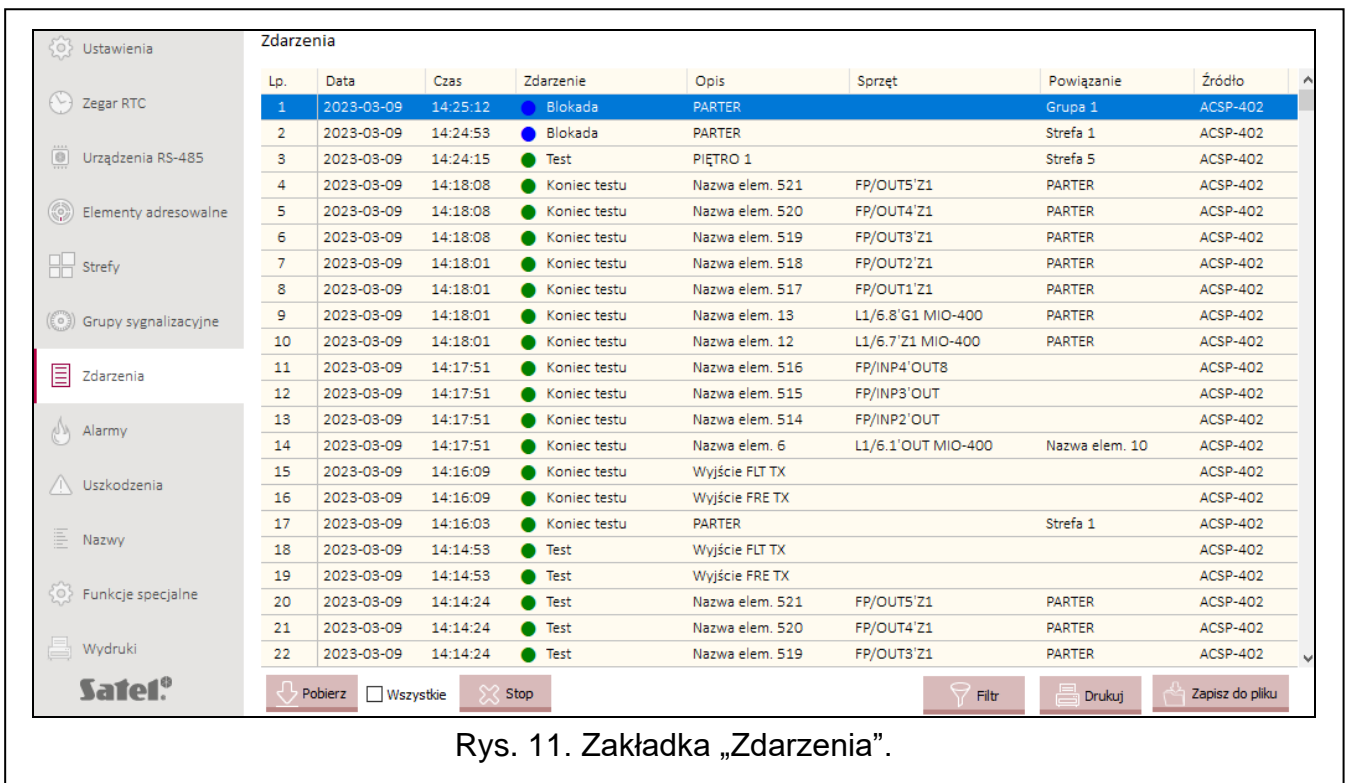 Ustawienia
Zegar RTC
Urządzenia RS-485
Elementy adresowalne
Strefy
Grupy sygnalizacyjne
Zdarzenia
Alarmy
Uszkodzenia
Nazwy
Funkcje specjalne
Wydruki
Satel
Zdarzenia
Lp. Data Czas Zdarzenie Opis Sprzęt Powiązanie Źródło
1 2023-03-09 14:25:12 Blokada PARTER Grupa 1 ACSP-402
2 2023-03-09 14:24:53 Blokada PARTER Strefa 1 ACSP-402
3 2023-03-09 14:24:15 Test PIĘTRO 1 Strefa 5 ACSP-402
4 2023-03-09 14:18:08 Koniec testu Nazwa elem. 521 FP/OUT5'Z1 PARTER ACSP-402
5 2023-03-09 14:18:08 Koniec testu Nazwa elem. 520 FP/OUT4'Z1 PARTER ACSP-402
6 2023-03-09 14:18:08 Koniec testu Nazwa elem. 519 FP/OUT3'Z1 PARTER ACSP-402
7 2023-03-09 14:18:01 Koniec testu Nazwa elem. 518 FP/OUT2'Z1 PARTER ACSP-402
8 2023-03-09 14:18:01 Koniec testu Nazwa elem. 517 FP/OUT1'Z1 PARTER ACSP-402
9 2023-03-09 14:18:01 Koniec testu Nazwa elem. 13 L1/6.8'G1 MIO-400 PARTER ACSP-402
10 2023-03-09 14:18:01 Koniec testu Nazwa elem. 12 L1/6.7'Z1 MIO-400 PARTER ACSP-402
11 2023-03-09 14:17:51 Koniec testu Nazwa elem. 516 FP/INP4'OUT8 ACSP-402
12 2023-03-09 14:17:51 Koniec testu Nazwa elem. 515 FP/INP3'OUT ACSP-402
13 2023-03-09 14:17:51 Koniec testu Nazwa elem. 514 FP/INP2'OUT ACSP-402
14 2023-03-09 14:17:51 Koniec testu Nazwa elem. 6 L1/6.1'OUT MIO-400 Nazwa elem. 10 ACSP-402
15 2023-03-09 14:16:09 Koniec testu Wyjście FLT TX ACSP-402
16 2023-03-09 14:16:09 Koniec testu Wyjście FRE TX ACSP-402
17 2023-03-09 14:16:03 Koniec testu PARTER Strefa 1 ACSP-402
18 2023-03-09 14:14:53 Test Wyjście FLT TX ACSP-402
19 2023-03-09 14:14:53 Test Wyjście FRE TX ACSP-402
20 2023-03-09 14:14:24 Test Nazwa elem. 521 FP/OUT5'Z1 PARTER ACSP-402
21 2023-03-09 14:14:24 Test Nazwa elem. 520 FP/OUT4'Z1 PARTER ACSP-402
22 2023-03-09 14:14:24 Test Nazwa elem. 519 FP/OUT3'Z1 PARTER ACSP-402
Pobierz Wszystkie Stop Filtr Drukuj Zapisz do pliku
Rys. 11. Zakładka „Zdarzenia”.